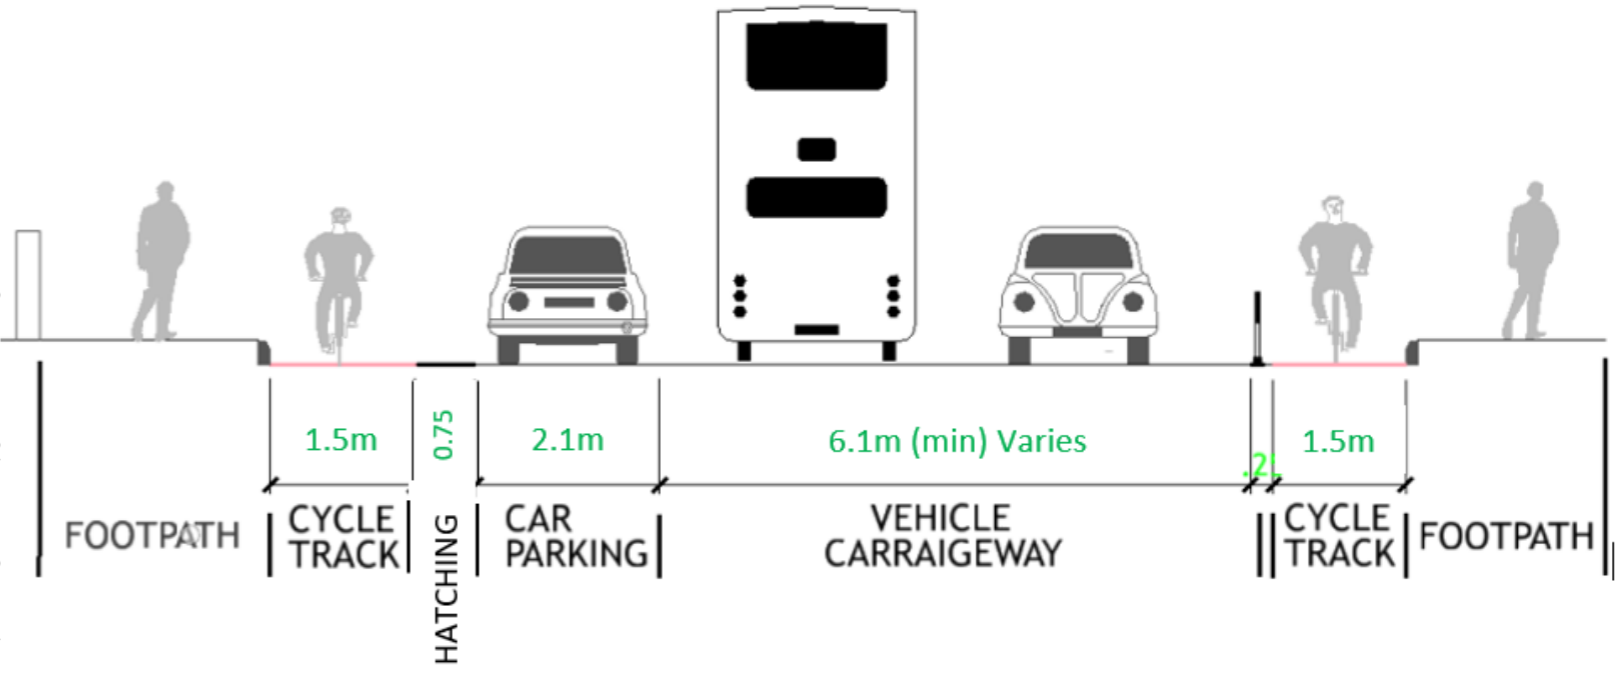 1.5m
0.75
2.1m
6.1m (min) Varies
1.5m
FOOTPATH
CYCLE
TRACK
HATCHING
CAR
PARKING
VEHICLE
CARRAIGEWAY
CYCLE
TRACK
FOOTPATH